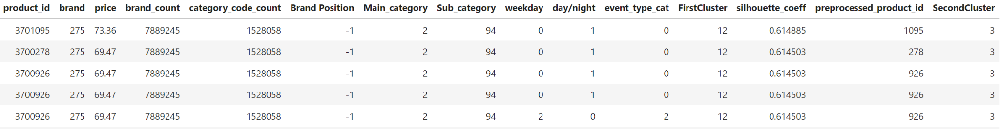 product_id brand price brand_count category_code_count Brand Position Main_category Sub_category weekday day/night event_type_cat FirstCluster silhouette_coeff preprocessed_product_id SecondCluster
3701095 275 73.36 7889245 1528058 -1 2 94 0 1 0 12 0.614885 1095 3
3700278 275 69.47 7889245 1528058 -1 2 94 0 1 0 12 0.614503 278 3
3700926 275 69.47 7889245 1528058 -1 2 94 0 1 0 12 0.614503 926 3
3700926 275 69.47 7889245 1528058 -1 2 94 0 1 0 12 0.614503 926 3
3700926 275 69.47 7889245 1528058 -1 2 94 2 0 2 12 0.614503 926 3